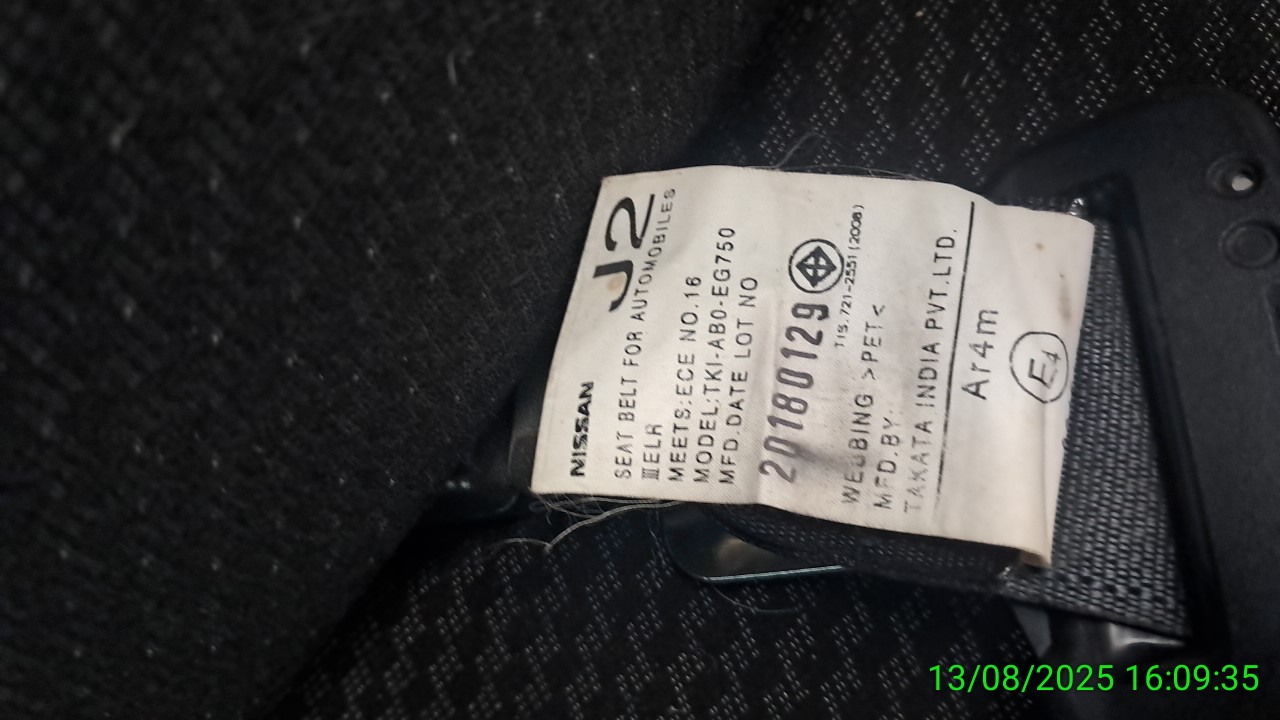 NISSAN J2
SEAT BELT FOR AUTOMOBILES
ⅢELR
MEETS:ECE NO.16
MODEL:TKI-AB0-EG750
MFD.DATE LOT NO
20180129
TIS.721-2551(2008)
WEBBING >PET<
MFD.BY.
TAKATA INDIA PVT.LTD.
Ar4m
E4
13/08/2025 16:09:35